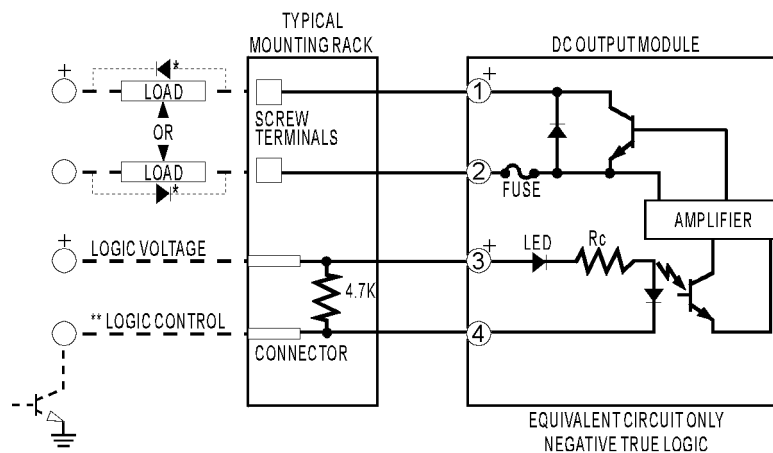 TYPICAL
MOUNTING RACK
DC OUTPUT MODULE
+
*
LOAD
OR
LOAD
*
SCREW
TERMINALS
1
+
2
FUSE
AMPLIFIER
+
LOGIC VOLTAGE
3
+
LED
Rc
4.7K
** LOGIC CONTROL
CONNECTOR
4
EQUIVALENT CIRCUIT ONLY
NEGATIVE TRUE LOGIC